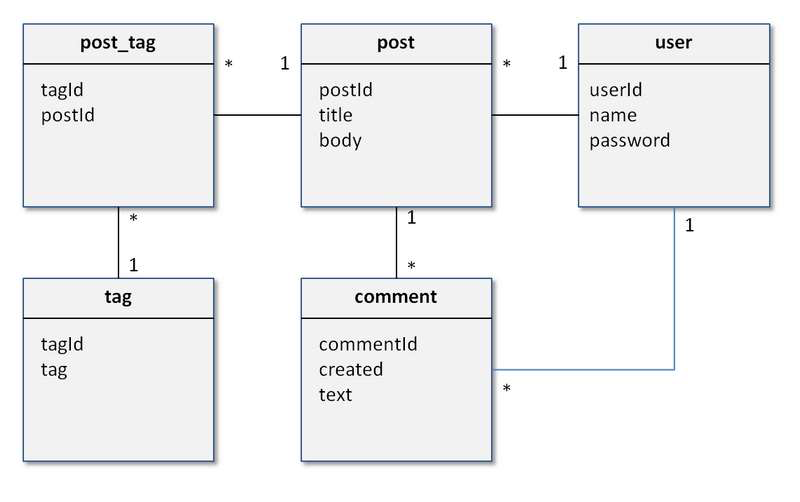 post_tag
tagId
postId
* 1
post
postId
title
body
* 1
user
userId
name
password
*
1
1
*
1
*
tag
tagId
tag
comment
commentId
created
text